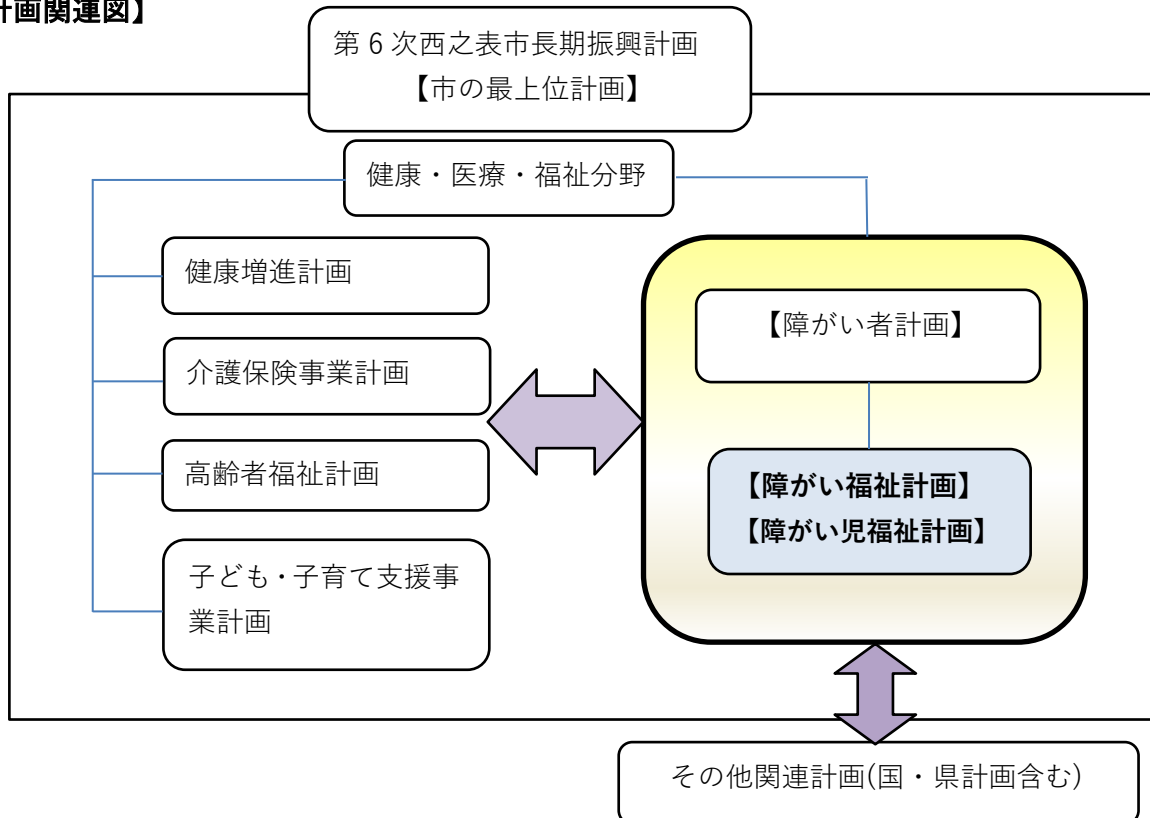 計画関連図】
第6次西之表市長期振興計画
【市の最上位計画】
健康・医療・福祉分野
健康増進計画
介護保険事業計画
高齢者福祉計画
子ども・子育て支援事
業計画
【障がい者計画】
【障がい福祉計画】
【障がい児福祉計画】
その他関連計画(国・県計画含む)